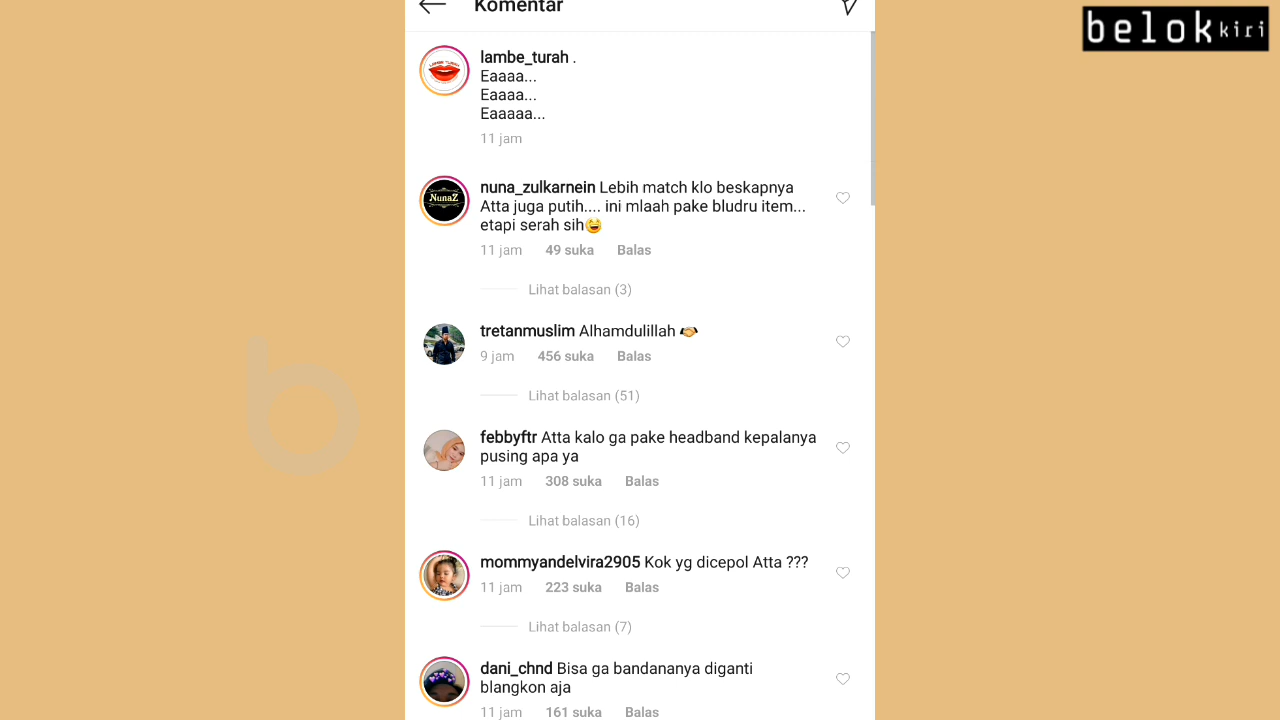 Komentar
belok kiri
lambe_turah .
Eaaaa...
Eaaaa...
Eaaaaa...
11 jam
nuna_zulkarnein Lebih match klo beskapnya
Atta juga putih.... ini mlaah pake bludru item...
etapi serah sih😆
11 jam 49 suka Balas
Lihat balasan (3)
tretanmuslim Alhamdulillah 🤝
9 jam 456 suka Balas
Lihat balasan (51)
febbyftr Atta kalo ga pake headband kepalanya
pusing apa ya
11 jam 308 suka Balas
Lihat balasan (16)
mommyandelvira2905 Kok yg dicepol Atta ???
11 jam 223 suka Balas
Lihat balasan (7)
dani_chnd Bisa ga bandananya diganti
blangkon aja
11 jam 161 suka Balas
LAMBE TURAH
NunaZ
b